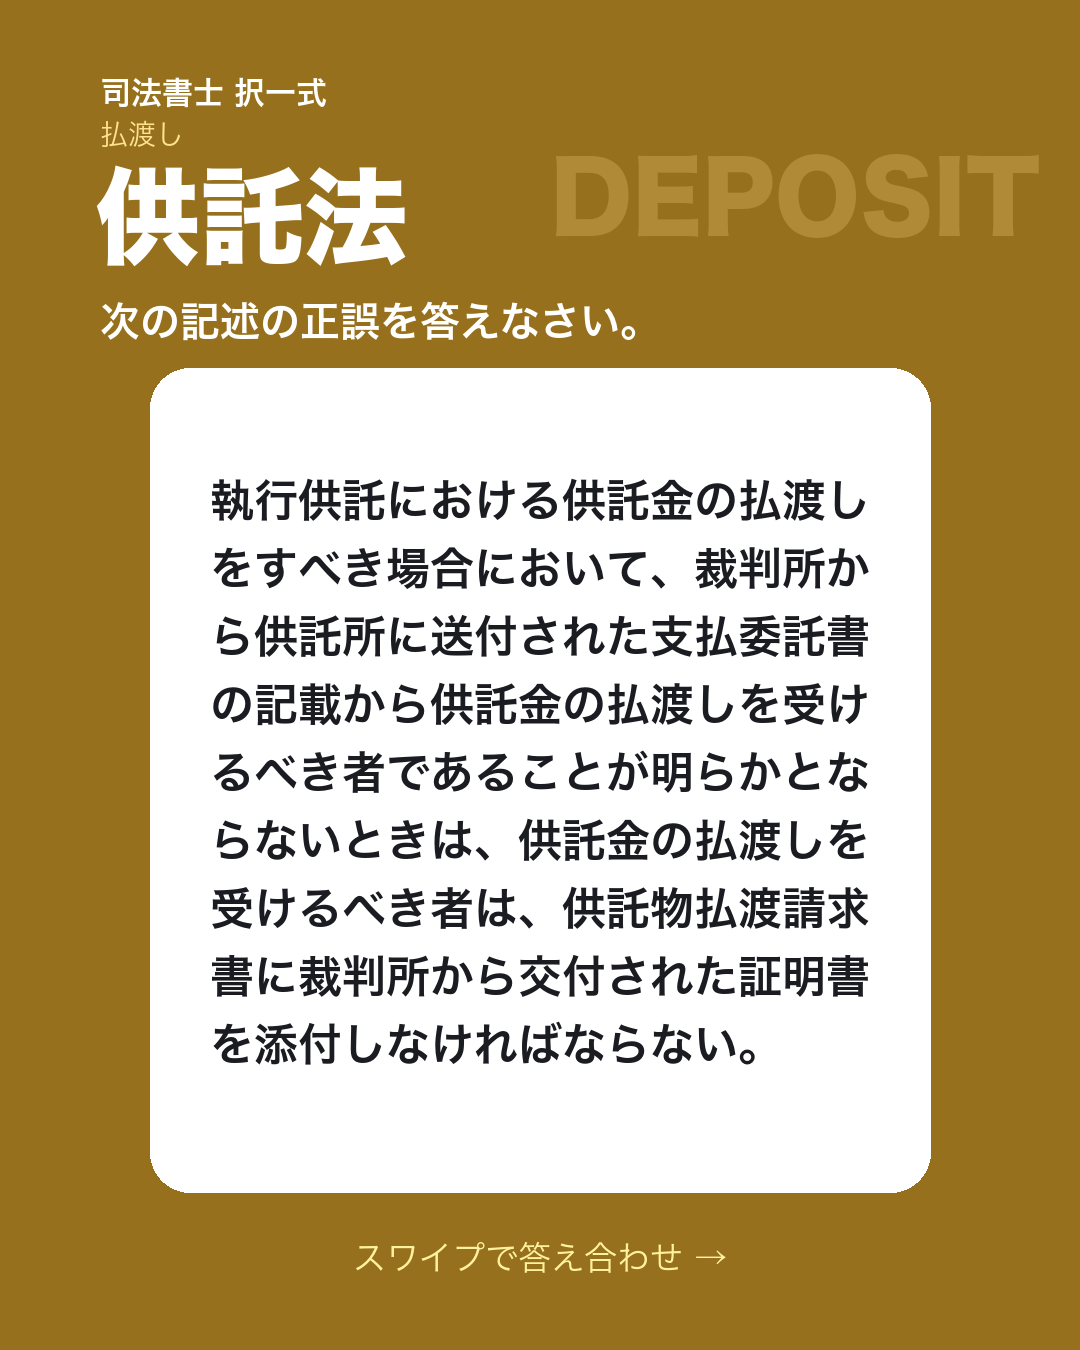 司法書士 択一式
払渡し
供託法
DEPOSIT
次の記述の正誤を答えなさい。
執行供託における供託金の払渡し
をすべき場合において、裁判所か
ら供託所に送付された支払委託書
の記載から供託金の払渡しを受け
るべき者であることが明らかとな
らないときは、供託金の払渡しを
受けるべき者は、供託物払渡請求
書に裁判所から交付された証明書
を添付しなければならない。
スワイプで答え合わせ →